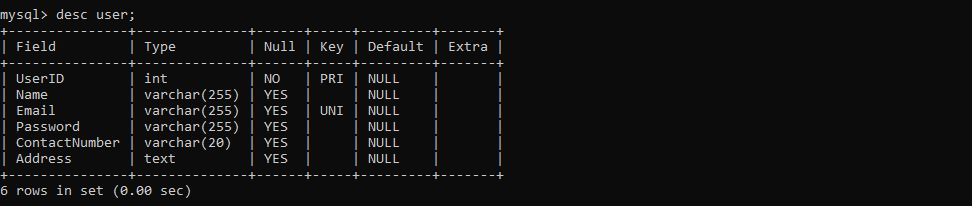 mysql> desc user;
+---------------+--------------+------+-----+---------+-------+
| Field         | Type         | Null | Key | Default | Extra |
+---------------+--------------+------+-----+---------+-------+
| UserID        | int          | NO   | PRI | NULL    |       |
| Name          | varchar(255) | YES  |     | NULL    |       |
| Email         | varchar(255) | YES  | UNI | NULL    |       |
| Password      | varchar(255) | YES  |     | NULL    |       |
| ContactNumber | varchar(20)  | YES  |     | NULL    |       |
| Address       | text         | YES  |     | NULL    |       |
+---------------+--------------+------+-----+---------+-------+
6 rows in set (0.00 sec)